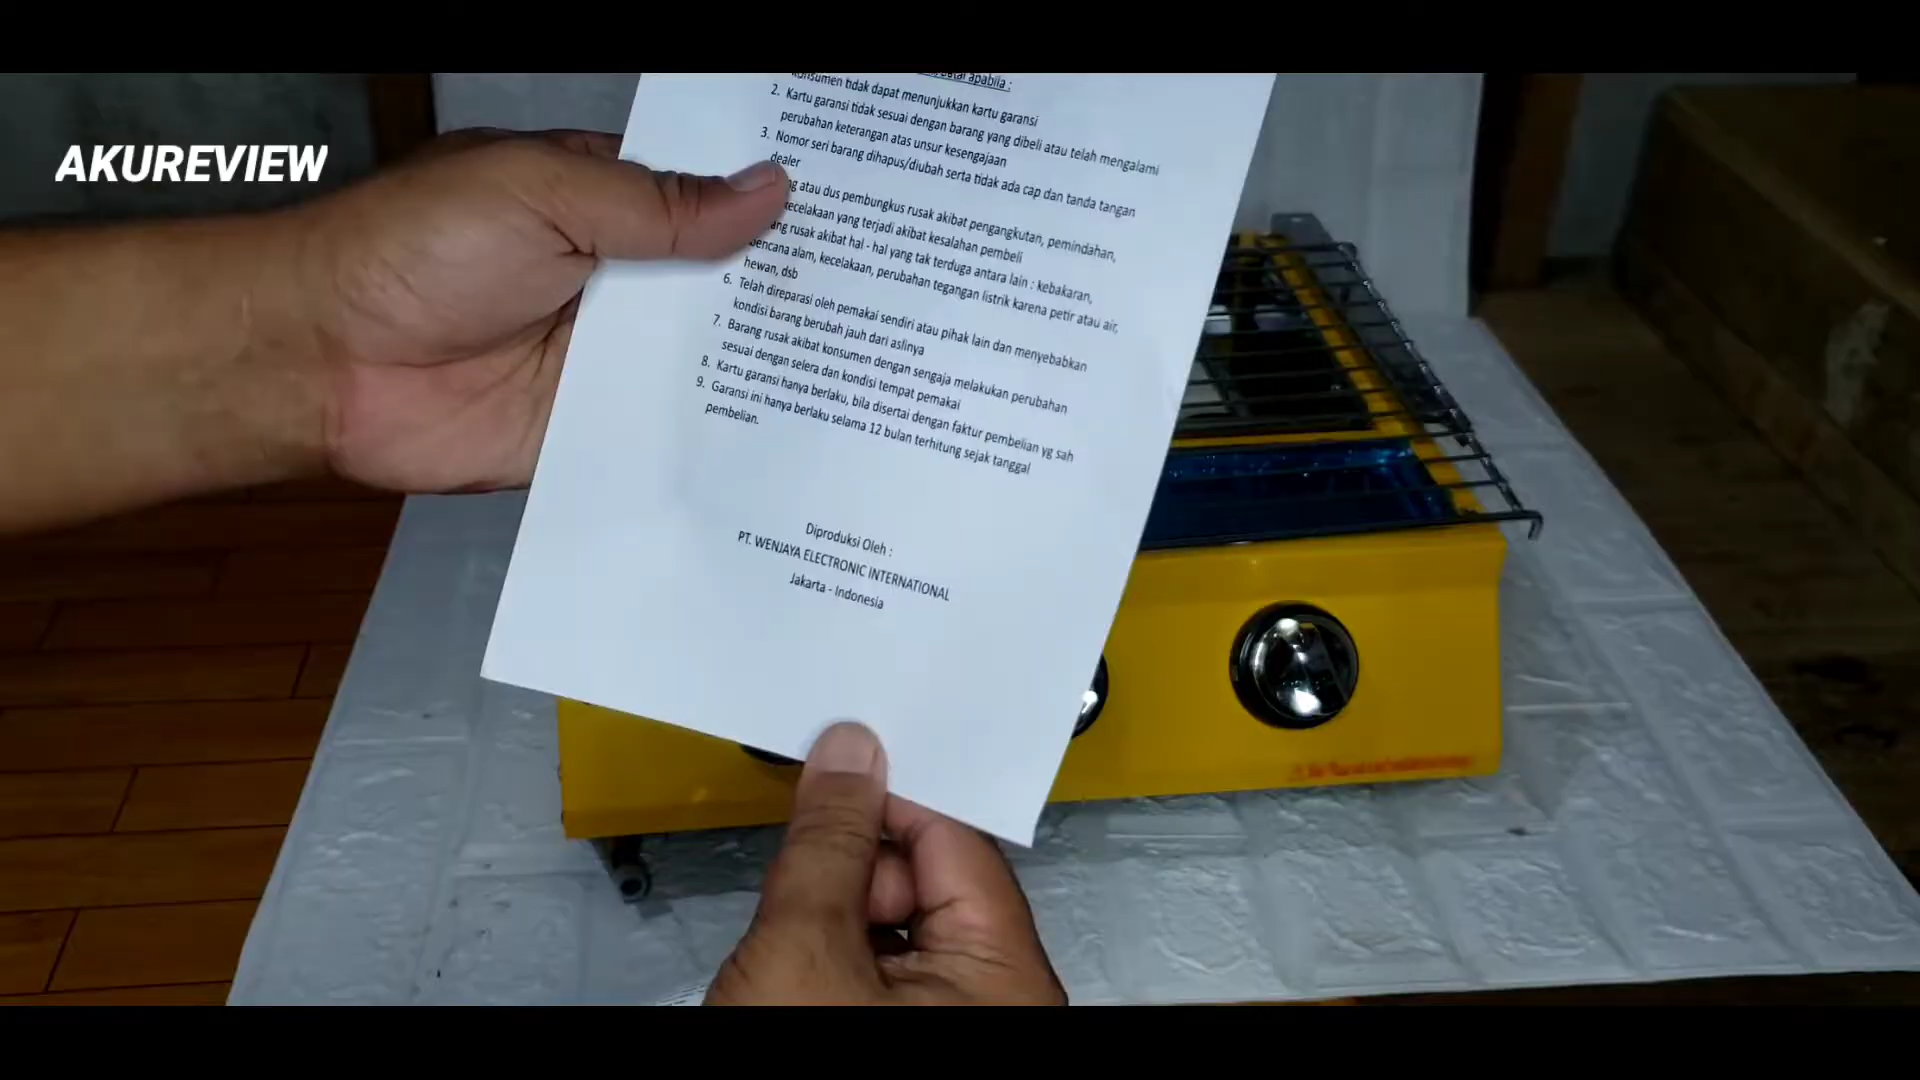 AKUREVIEW
batal apabila :
konsumen tidak dapat menunjukkan kartu garansi
2. Kartu garansi tidak sesuai dengan barang yang dibeli atau telah mengalami
perubahan keterangan atas unsur kesengajaan
3. Nomor seri barang dihapus/diubah serta tidak ada cap dan tanda tangan
dealer
atau dus pembungkus rusak akibat pengangkutan, pemindahan,
kecelakaan yang terjadi akibat kesalahan pembeli
rusak akibat hal - hal yang tak terduga antara lain : kebakaran,
bencana alam, kecelakaan, perubahan tegangan listrik karena petir atau air,
hewan, dsb
6. Telah direparasi oleh pemakai sendiri atau pihak lain dan menyebabkan
kondisi barang berubah jauh dari aslinya
7. Barang rusak akibat konsumen dengan sengaja melakukan perubahan
sesuai dengan selera dan kondisi tempat pemakai
8. Kartu garansi hanya berlaku, bila disertai dengan faktur pembelian yg sah
9. Garansi ini hanya berlaku selama 12 bulan terhitung sejak tanggal
pembelian.
Diproduksi Oleh :
PT. WENJAYA ELECTRONIC INTERNATIONAL
Jakarta - Indonesia